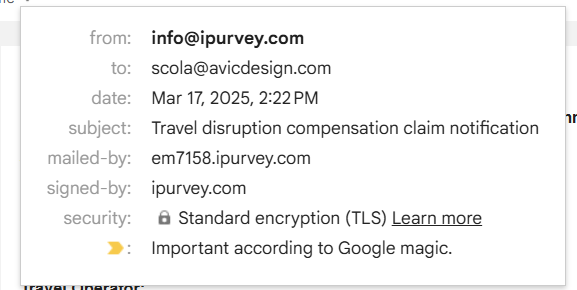 from: info@ipurvey.com
to: scola@avicdesign.com
date: Mar 17, 2025, 2:22 PM
subject: Travel disruption compensation claim notification
mailed-by: em7158.ipurvey.com
signed-by: ipurvey.com
security: Standard encryption (TLS) Learn more
: Important according to Google magic.
Travel Operator: